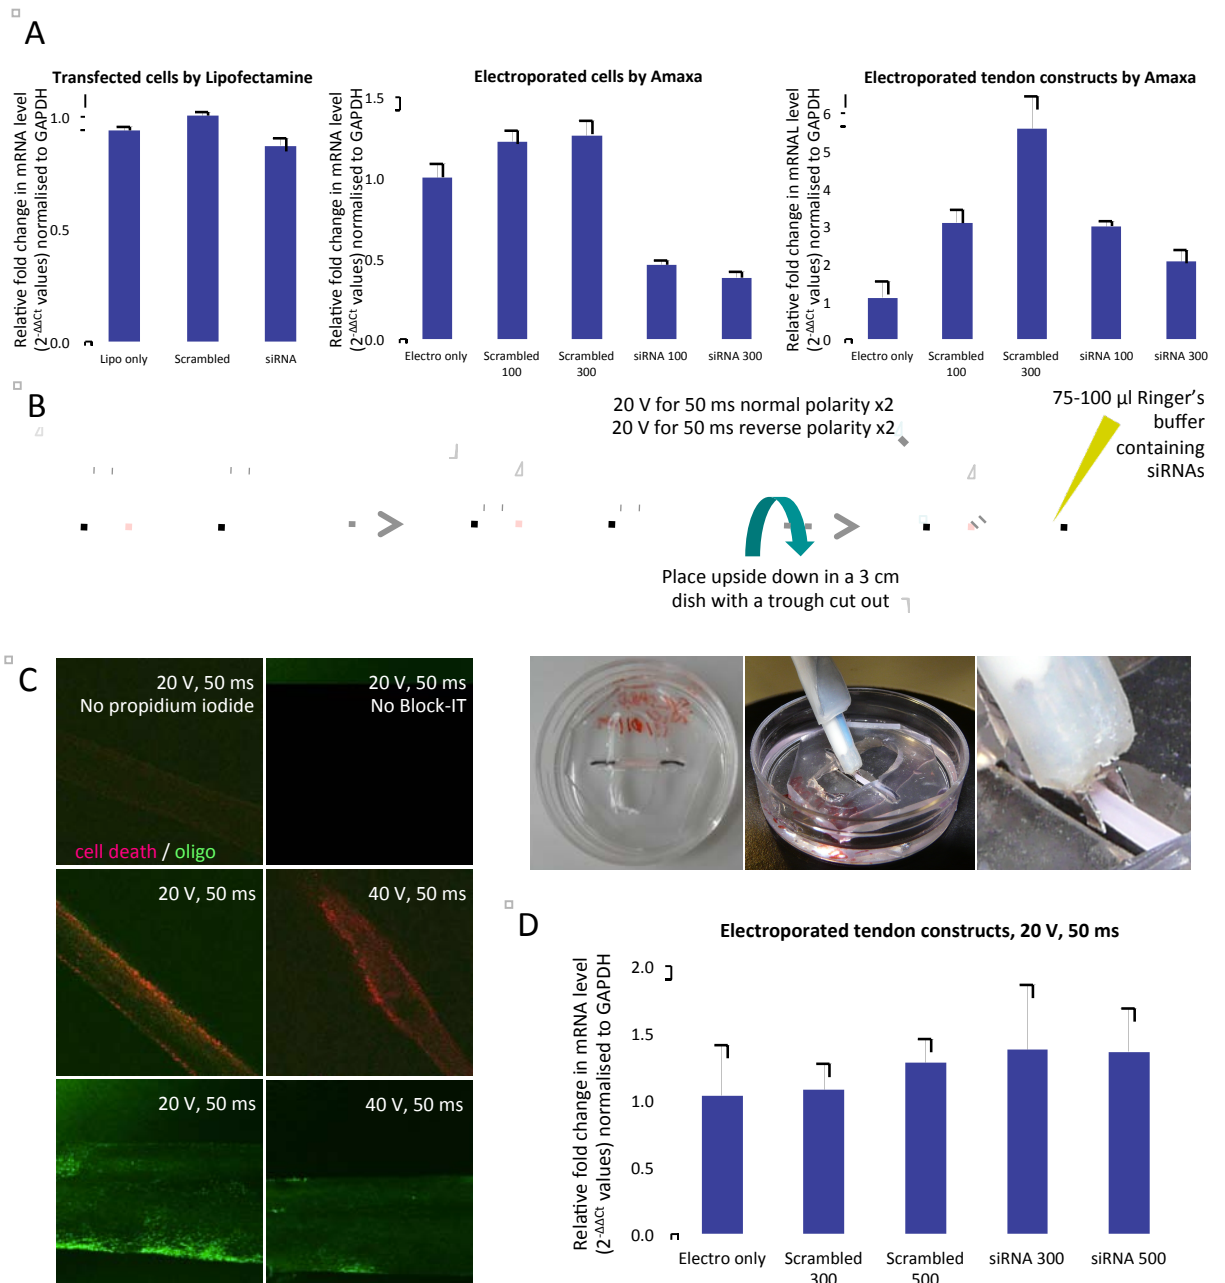 A
Transfected cells by Lipofectamine
Relative fold change in mRNA level
(2-ΔΔCt values) normalised to GAPDH
1.0
0.5
0.0
Lipo only
Scrambled
siRNA
Electroporated cells by Amaxa
Relative fold change in mRNA level
(2-ΔΔCt values) normalised to GAPDH
1.5
1.0
0.5
0.0
Electro only
Scrambled
100
Scrambled
300
siRNA 100
siRNA 300
Electroporated tendon constructs by Amaxa
Relative fold change in mRNAL level
(2-ΔΔCt values) normalised to GAPDH
6
5
4
3
2
1
0
Electro only
Scrambled
100
Scrambled
300
siRNA 100
siRNA 300
B
20 V for 50 ms normal polarity x2
20 V for 50 ms reverse polarity x2
75-100 µl Ringer's
buffer
containing
siRNAs
Place upside down in a 3 cm
dish with a trough cut out
C
20 V, 50 ms
No propidium iodide
cell death / oligo
20 V, 50 ms
No Block-IT
20 V, 50 ms
40 V, 50 ms
20 V, 50 ms
40 V, 50 ms
D
Electroporated tendon constructs, 20 V, 50 ms
Relative fold change in mRNA level
(2-ΔΔCt values) normalised to GAPDH
2.0
1.5
1.0
0.5
0.0
Electro only
Scrambled
300
Scrambled
500
siRNA 300
siRNA 500